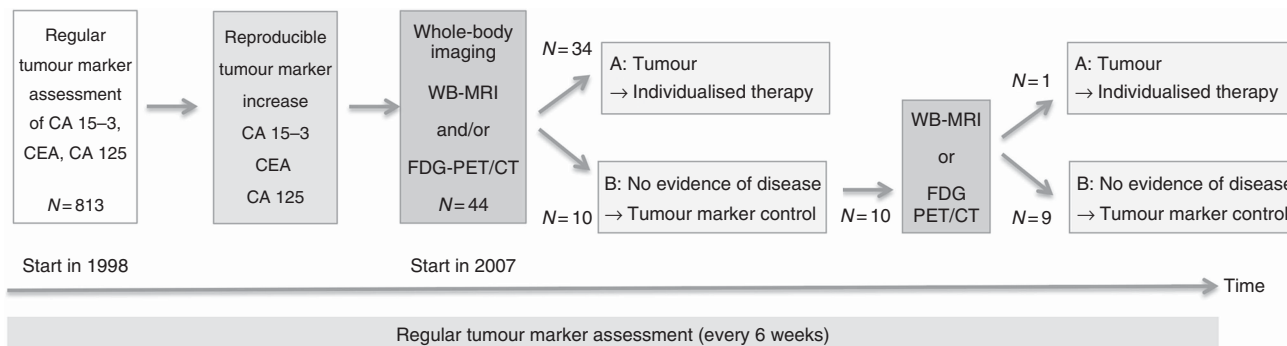 Regular
tumour marker
assessment
of CA 15–3,
CEA, CA 125
N=813
Reproducible
tumour marker
increase
CA 15–3
CEA
CA 125
Whole-body
imaging
WB-MRI
and/or
FDG-PET/CT
N=44
N=34
A: Tumour
→ Individualised therapy
N=10
B: No evidence of disease
→ Tumour marker control
N=10
WB-MRI
or
FDG
PET/CT
N=1
A: Tumour
→ Individualised therapy
N=9
B: No evidence of disease
→ Tumour marker control
Start in 1998
Start in 2007
Time
Regular tumour marker assessment (every 6 weeks)